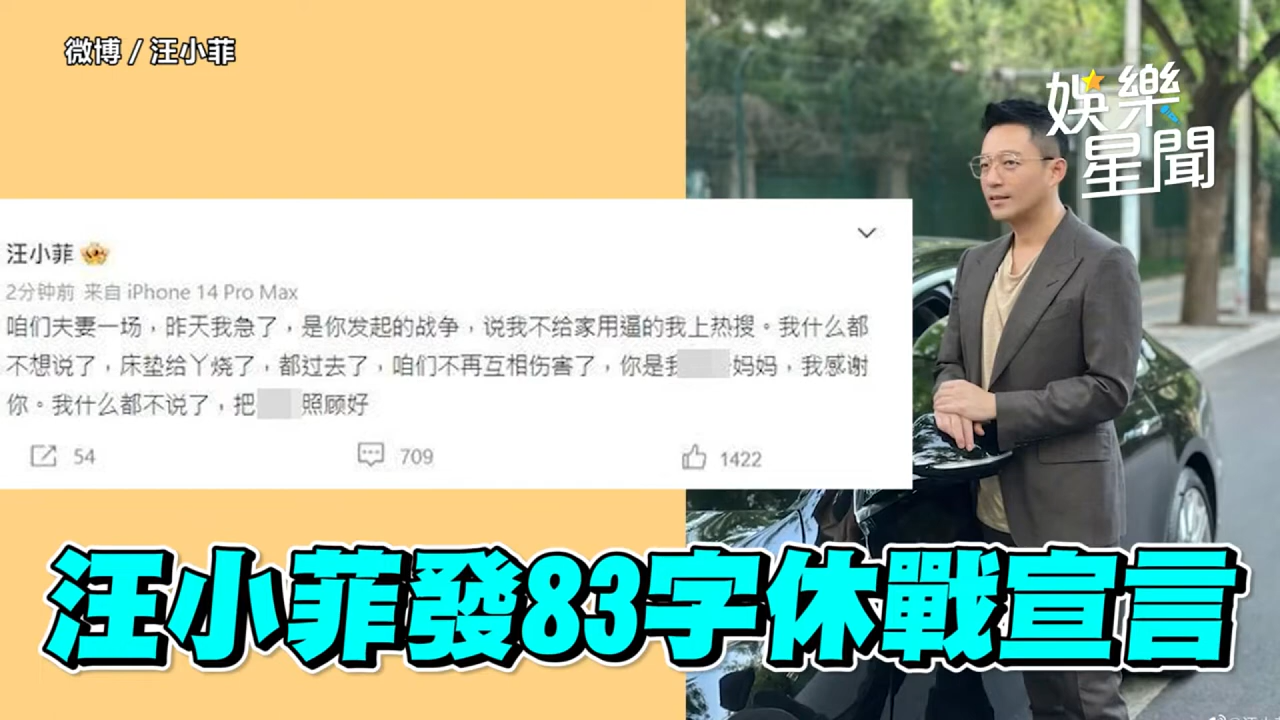 微博 / 汪小菲
娛樂
星聞
汪小菲
2分钟前 来自 iPhone 14 Pro Max
咱们夫妻一场，昨天我急了，是你发起的战争，说我不给家用逼的我上热搜。我什么都
不想说了，床垫给丫烧了，都过去了，咱们不再互相伤害了，你是我 妈妈，我感谢
你。我什么都不说了，把 照顾好
54
709
1422
汪小菲發83字休戰宣言